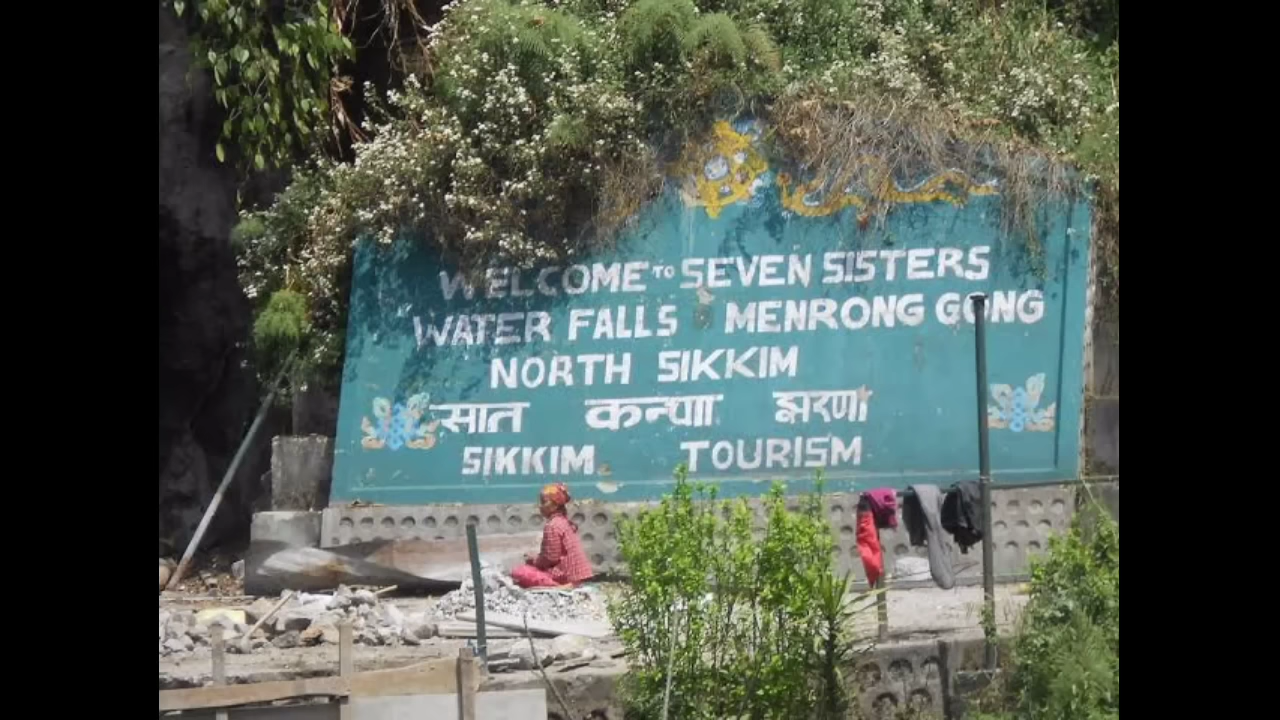 WELCOME TO SEVEN SISTERS
WATER FALLS MENRONG GONG
NORTH SIKKIM
सात कन्या झरणा
SIKKIM TOURISM